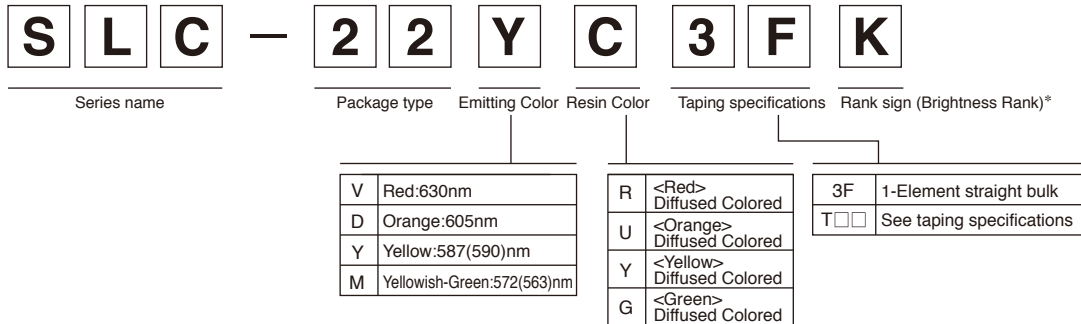 S L C — 2 2 Y C 3 F K
Series name Package type Emitting Color Resin Color Taping specifications Rank sign (Brightness Rank)*
V Red:630nm
D Orange:605nm
Y Yellow:587(590)nm
M Yellowish-Green:572(563)nm
R <Red>
Diffused Colored
U <Orange>
Diffused Colored
Y <Yellow>
Diffused Colored
G <Green>
Diffused Colored
3F 1-Element straight bulk
T□□ See taping specifications